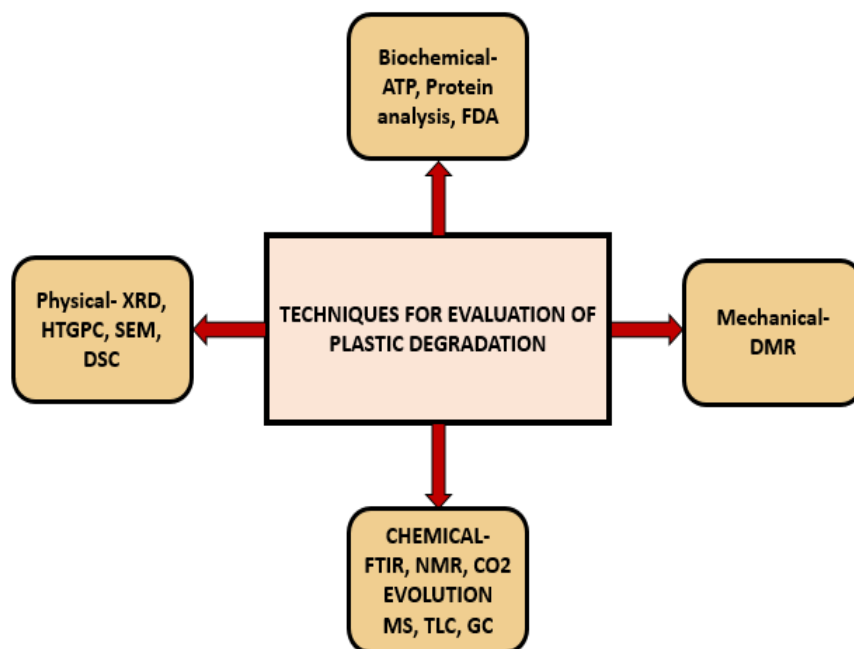 Biochemical-
ATP, Protein
analysis, FDA
Physical- XRD,
HTGPC, SEM,
DSC
TECHNIQUES FOR EVALUATION OF
PLASTIC DEGRADATION
Mechanical-
DMR
CHEMICAL-
FTIR, NMR, CO2
EVOLUTION
MS, TLC, GC